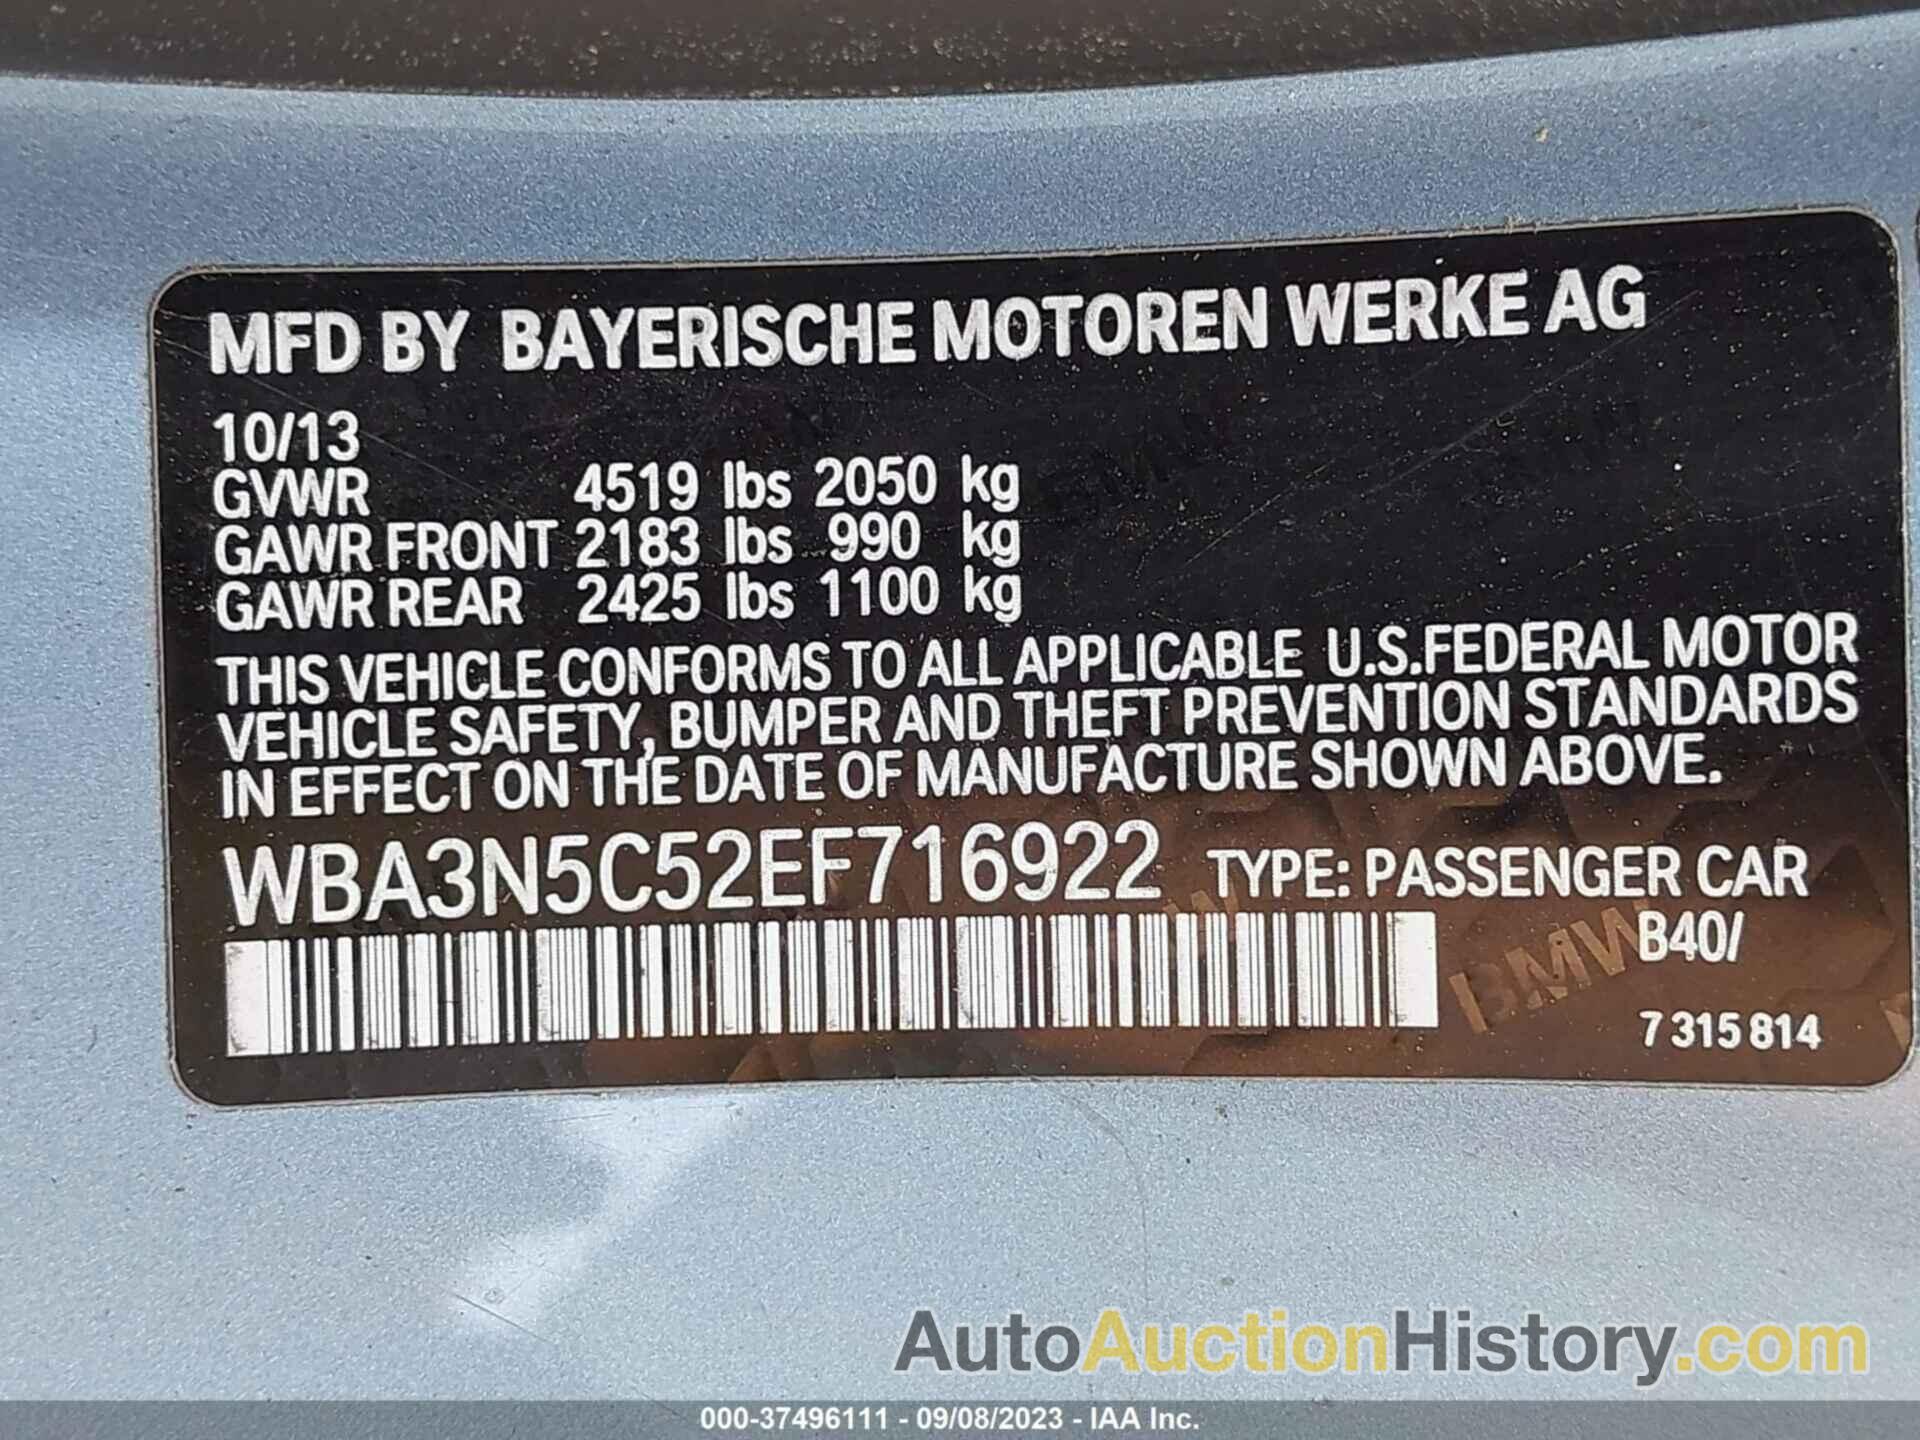 MFD BY BAYERISCHE MOTOREN WERKE AG
10/13
GVWR 4519 lbs 2050 kg
GAWR FRONT 2183 lbs 990 kg
GAWR REAR 2425 lbs 1100 kg
THIS VEHICLE CONFORMS TO ALL APPLICABLE U.S.FEDERAL MOTOR
VEHICLE SAFETY, BUMPER AND THEFT PREVENTION STANDARDS
IN EFFECT ON THE DATE OF MANUFACTURE SHOWN ABOVE.
WBA3N5C52EF716922 TYPE: PASSENGER CAR
B40/
BMW
7 315 814
AutoAuctionHistory.com
000-37496111 - 09/08/2023 - IAA Inc.